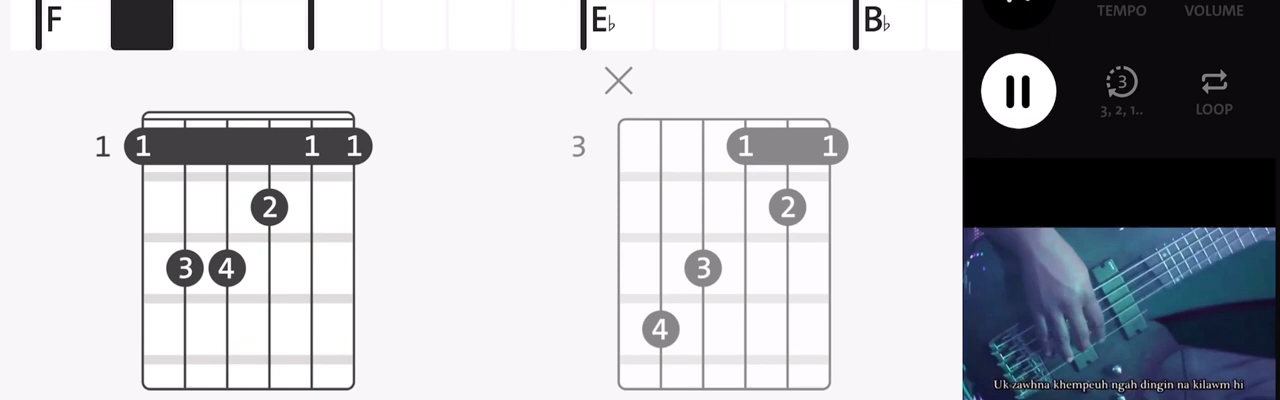 F
E♭
B♭
TEMPO VOLUME
3
3, 2, 1.. LOOP
1 1 1 1
2
3 4
3 1 1
2
3
4
Uk zawhna khempeuh ngah dingin na kilawm hi